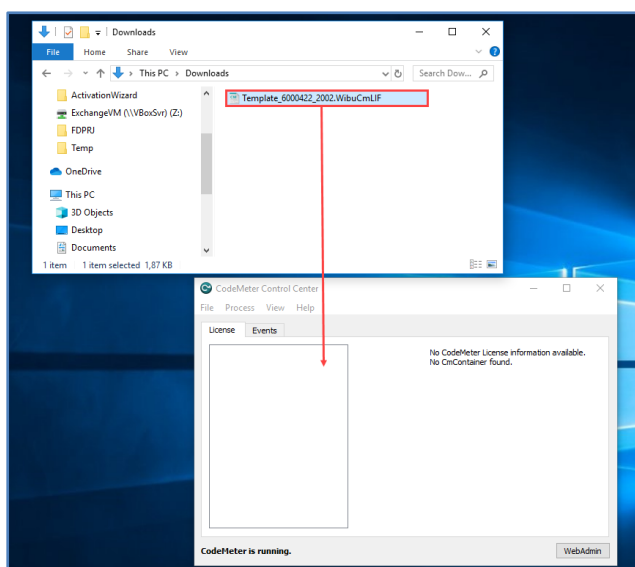 Downloads
File Home Share View
This PC > Downloads
Search Dow...
ActivationWizard
ExchangeVM (\\VBoxSvr) (Z:)
FDPRJ
Temp
OneDrive
This PC
3D Objects
Desktop
Documents
Template_6000422_2002.WibuCmLIF
1 item 1 item selected 1,87 KB
CodeMeter Control Center
File Process View Help
License Events
No CodeMeter License information available.
No CmContainer found.
CodeMeter is running.
WebAdmin